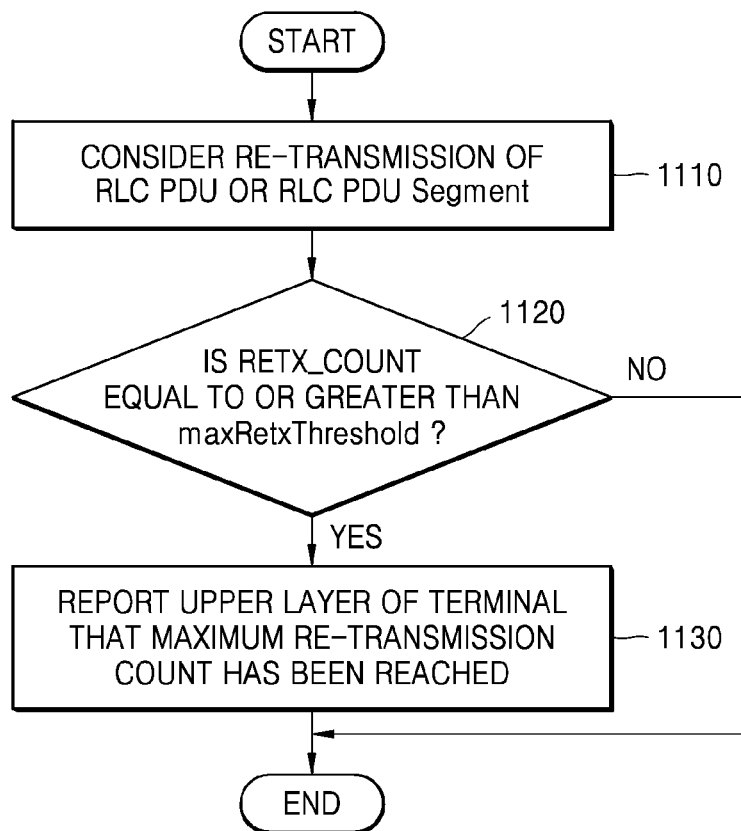 START
CONSIDER RE-TRANSMISSION OF
RLC PDU OR RLC PDU Segment
1110
1120
IS RETX_COUNT
EQUAL TO OR GREATER THAN
maxRetxThreshold ?
NO
YES
REPORT UPPER LAYER OF TERMINAL
THAT MAXIMUM RE-TRANSMISSION
COUNT HAS BEEN REACHED
1130
END